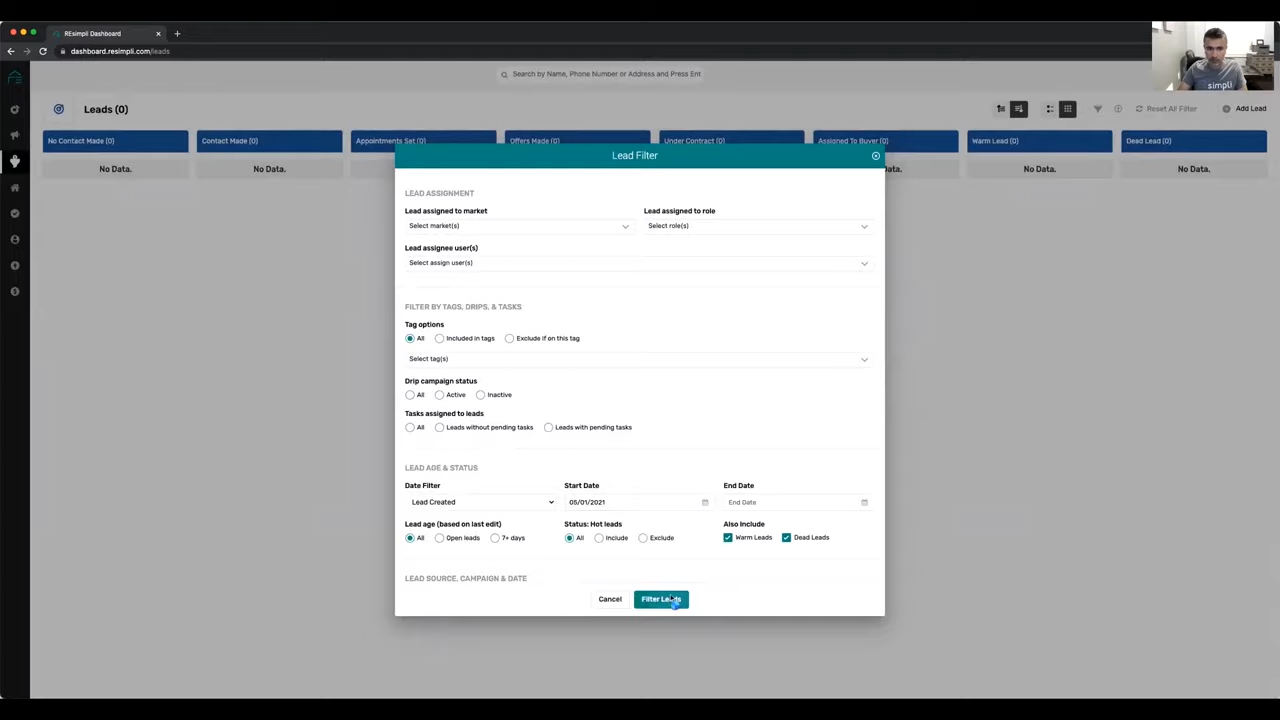 REsimpli Dashboard
dashboard.resimpli.com/leads
simpli
Search by Name, Phone Number or Address and Press Ent
Leads (0)
Reset All Filter
Add Lead
No Contact Made (0)
Contact Made (0)
Appointments Set (0)
Offers Made (0)
Under Contract (0)
Assigned To Buyer (0)
Warm Lead (0)
Dead Lead (0)
No Data.
No Data.
No Data.
No Data.
Lead Filter
LEAD ASSIGNMENT
Lead assigned to market
Lead assigned to role
Select market(s)
Select role(s)
Lead assignee user(s)
Select assign user(s)
FILTER BY TAGS, DRIPS, & TASKS
Tag options
All Included in tags Exclude if on this tag
Select tag(s)
Drip campaign status
All Active Inactive
Tasks assigned to leads
All Leads without pending tasks Leads with pending tasks
LEAD AGE & STATUS
Date Filter
Start Date
End Date
Lead Created
05/01/2021
End Date
Lead age (based on last edit)
Status: Hot leads
Also Include
All Open leads 7+ days
All Include Exclude
Warm Leads Dead Leads
LEAD SOURCE, CAMPAIGN & DATE
Cancel
Filter Leads